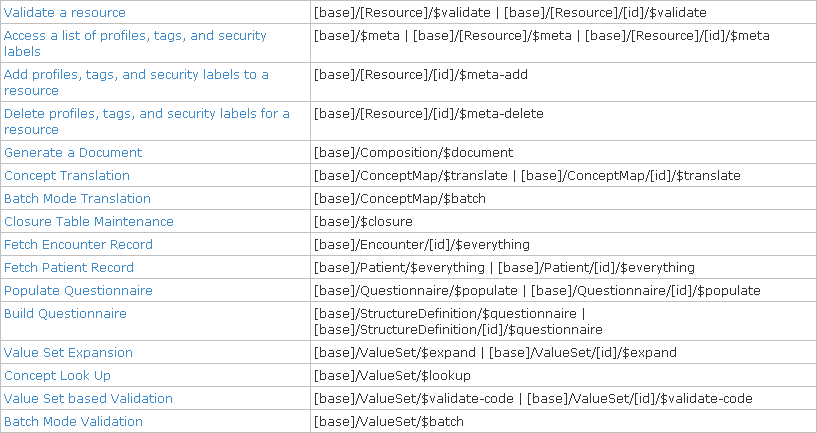 Validate a resource [base]/[Resource]/$validate | [base]/[Resource]/[id]/$validate
Access a list of profiles, tags, and security [base]/$meta | [base]/[Resource]/$meta | [base]/[Resource]/[id]/$meta
labels
Add profiles, tags, and security labels to a [base]/[Resource]/[id]/$meta-add
resource
Delete profiles, tags, and security labels for a [base]/[Resource]/[id]/$meta-delete
resource
Generate a Document [base]/Composition/$document
Concept Translation [base]/ConceptMap/$translate | [base]/ConceptMap/[id]/$translate
Batch Mode Translation [base]/ConceptMap/$batch
Closure Table Maintenance [base]/$closure
Fetch Encounter Record [base]/Encounter/[id]/$everything
Fetch Patient Record [base]/Patient/$everything | [base]/Patient/[id]/$everything
Populate Questionnaire [base]/Questionnaire/$populate | [base]/Questionnaire/[id]/$populate
Build Questionnaire [base]/StructureDefinition/$questionnaire |
[base]/StructureDefinition/[id]/$questionnaire
Value Set Expansion [base]/ValueSet/$expand | [base]/ValueSet/[id]/$expand
Concept Look Up [base]/ValueSet/$lookup
Value Set based Validation [base]/ValueSet/$validate-code | [base]/ValueSet/[id]/$validate-code
Batch Mode Validation [base]/ValueSet/$batch